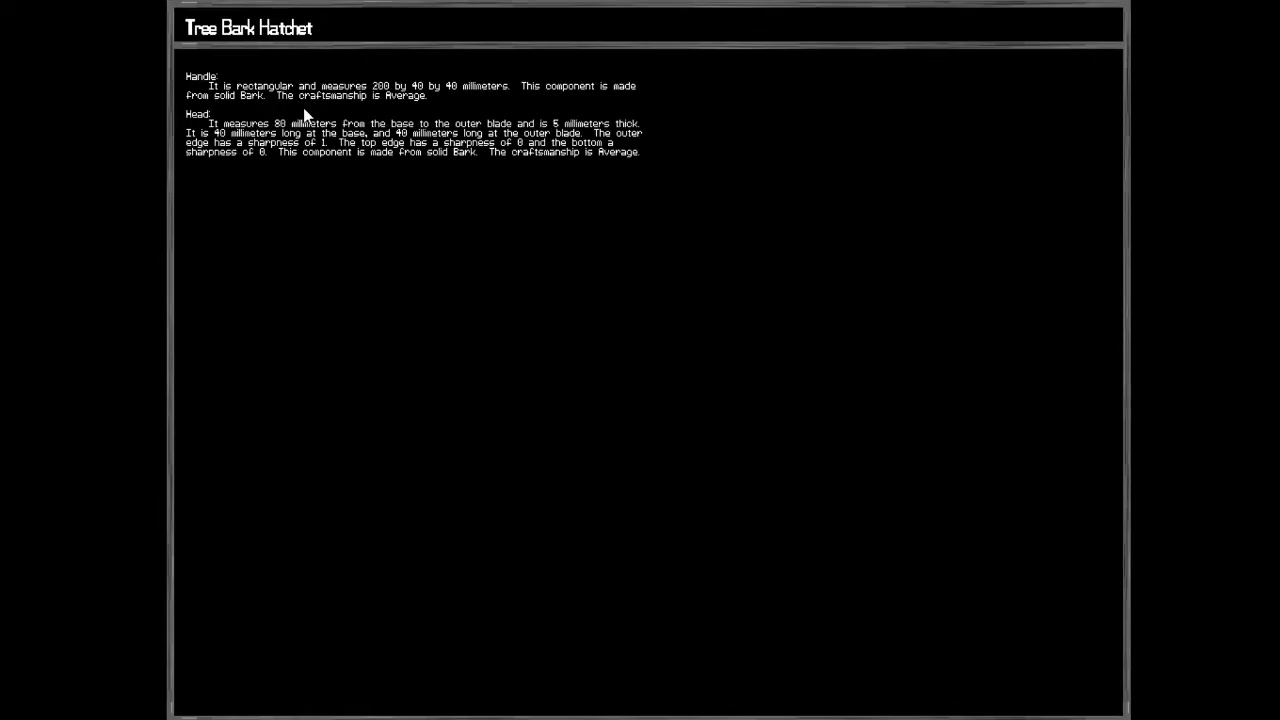 Tree Bark Hatchet
Handle:
It is rectangular and measures 200 by 40 by 40 millimeters. This component is made
from solid Bark. The craftsmanship is Average.
Head:
It measures 80 millimeters from the base to the outer blade and is 5 millimeters thick.
It is 40 millimeters long at the base, and 40 millimeters long at the outer blade. The outer
edge has a sharpness of 1. The top edge has a sharpness of 0 and the bottom a
sharpness of 0. This component is made from solid Bark. The craftsmanship is Average.